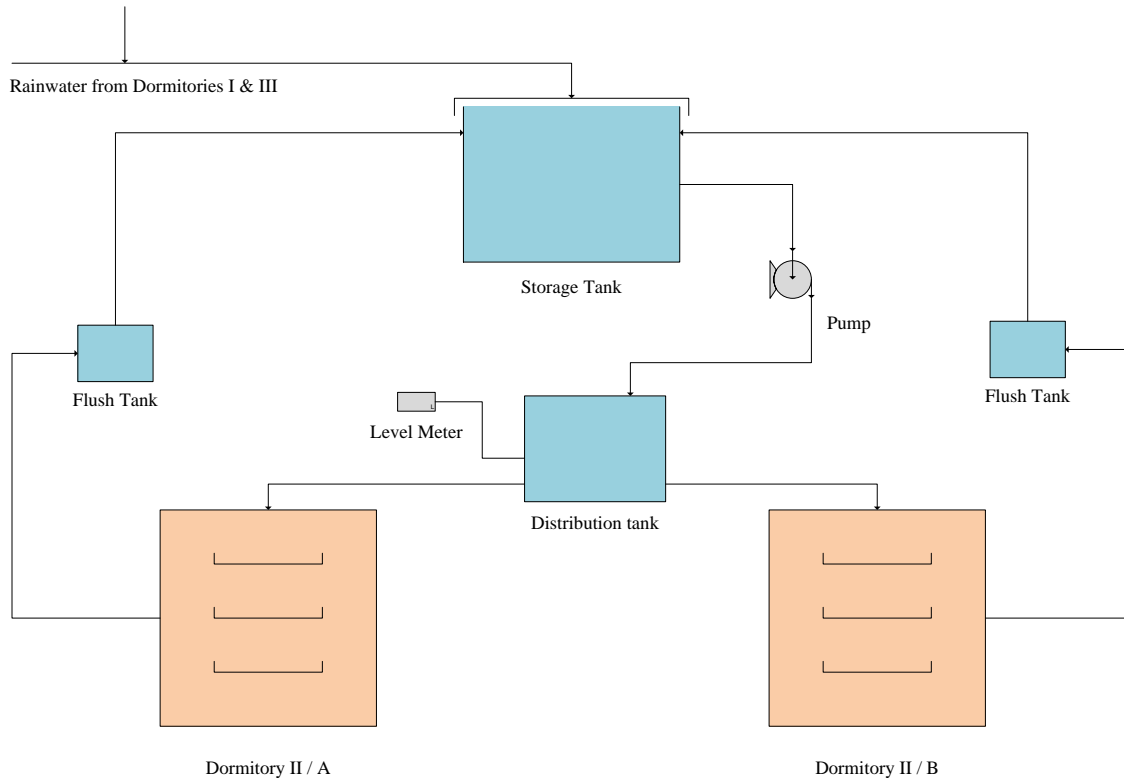 Rainwater from Dormitories I & III
Storage Tank
Pump
Flush Tank
Flush Tank
L
Level Meter
Distribution tank
Dormitory II / A
Dormitory II / B